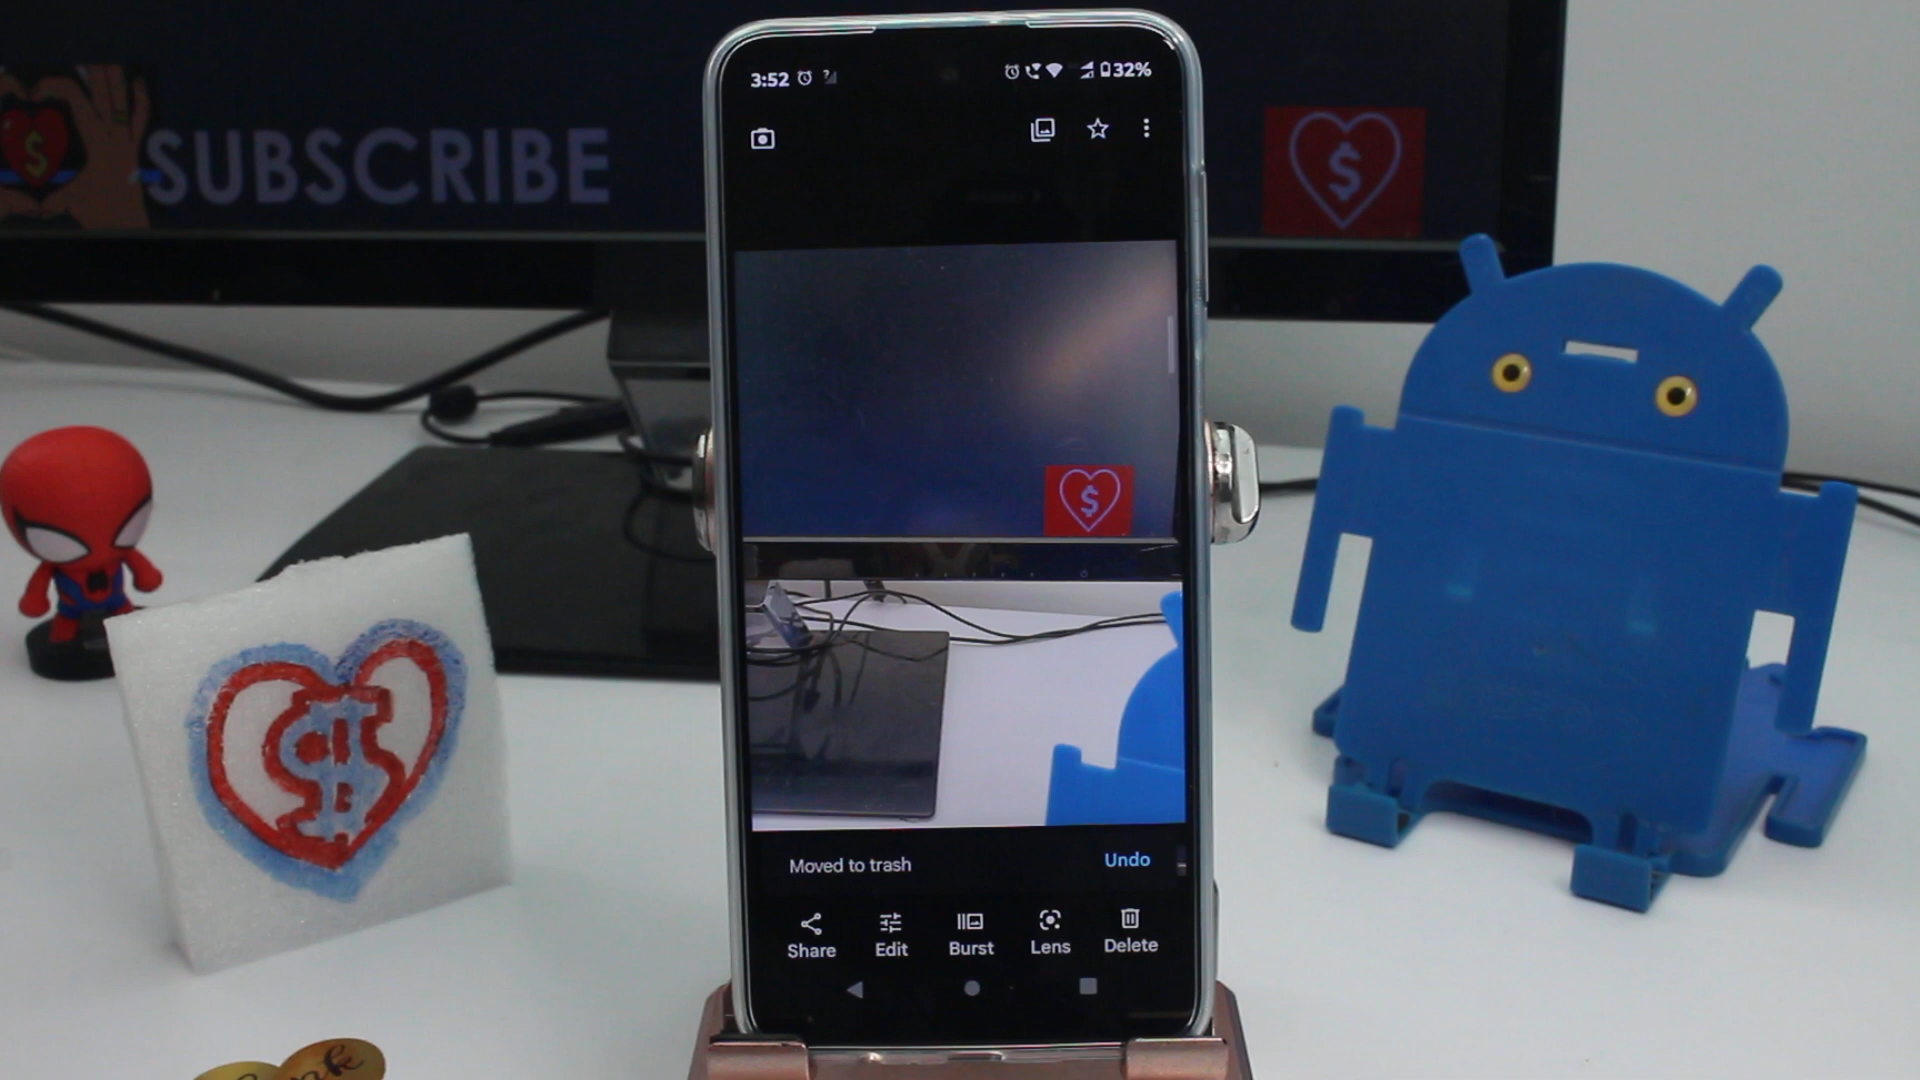 SUBSCRIBE
$
$
3:52
32%
$
Moved to trash
Undo
Share
Edit
Burst
Lens
Delete
$